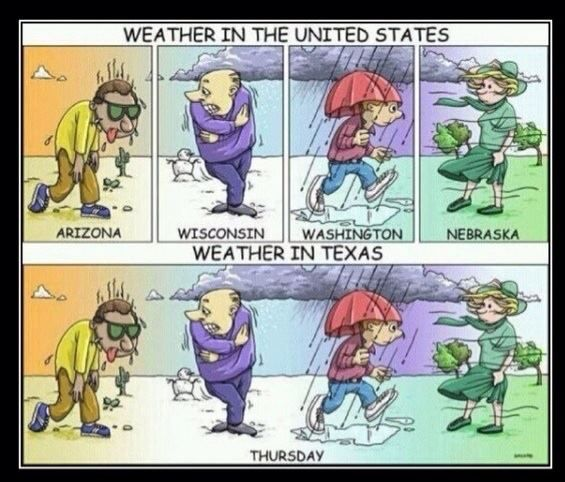 WEATHER IN THE UNITED STATES
ARIZONA
WISCONSIN
WASHINGTON
NEBRASKA
WEATHER IN TEXAS
THURSDAY